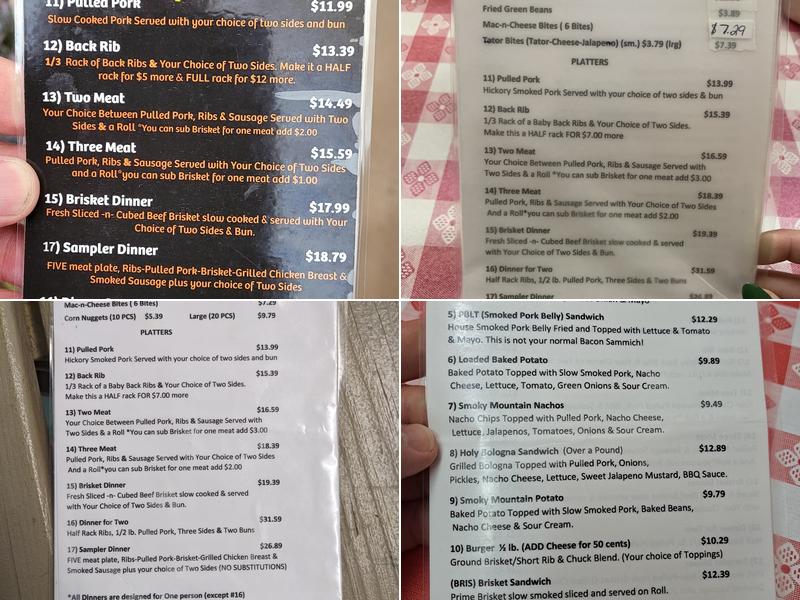 11) Pulled Pork $11.99
Slow Cooked Pork Served with your choice of two sides and bun
12) Back Rib $13.39
1/3 Rack of Back Ribs & Your Choice of Two Sides. Make it a HALF
rack for $5 more & FULL rack for $12 more.
13) Two Meat $14.49
Your Choice Between Pulled Pork, Ribs & Sausage Served with Two
Sides & a Roll *You can sub Brisket for one meat add $2.00
14) Three Meat $15.59
Pulled Pork, Ribs & Sausage Served with Your Choice of Two Sides
and a Roll*you can sub Brisket for one meat add $1.00
15) Brisket Dinner $17.99
Fresh Sliced -n- Cubed Beef Brisket slow cooked & served with Your
Choice of Two Sides & Bun.
17) Sampler Dinner $18.79
FIVE meat plate, Ribs-Pulled Pork-Brisket-Grilled Chicken Breast &
Smoked Sausage plus your choice of Two Sides
Fried Green Beans $3.89
Mac-n-Cheese Bites ( 6 Bites) $7.29
Tator Bites (Tator-Cheese-Jalapeno) (sm.) $3.79 (lrg) $7.39
PLATTERS
11) Pulled Pork $13.99
Hickory Smoked Pork Served with your choice of two sides & bun
12) Back Rib $15.39
1/3 Rack of a Baby Back Ribs & Your Choice of Two Sides.
Make this a HALF rack FOR $7.00 more
13) Two Meat $16.59
Your Choice Between Pulled Pork, Ribs & Sausage Served with
Two Sides & a Roll *You can sub Brisket for one meat add $3.00
14) Three Meat $18.39
Pulled Pork, Ribs & Sausage Served with Your Choice of Two Sides
And a Roll*you can sub Brisket for one meat add $2.00
15) Brisket Dinner $19.39
Fresh Sliced -n- Cubed Beef Brisket slow cooked & served
with Your Choice of Two Sides & Bun.
16) Dinner for Two $31.59
Half Rack Ribs, 1/2 lb. Pulled Pork, Three Sides & Two Buns
17) Sampler Dinner $26.89
Mac-n-Cheese Bites ( 6 Bites) $7.29
Corn Nuggets (10 PCS) $5.39 Large (20 PCS) $9.79
PLATTERS
11) Pulled Pork $13.99
Hickory Smoked Pork Served with your choice of two sides and bun
12) Back Rib $15.39
1/3 Rack of a Baby Back Ribs & Your Choice of Two Sides.
Make this a HALF rack FOR $7.00 more
13) Two Meat $16.59
Your Choice Between Pulled Pork, Ribs & Sausage Served with
Two Sides & a Roll *You can sub Brisket for one meat add $3.00
14) Three Meat $18.39
Pulled Pork, Ribs & Sausage Served with Your Choice of Two Sides
And a Roll*you can sub Brisket for one meat add $2.00
15) Brisket Dinner $19.39
Fresh Sliced -n- Cubed Beef Brisket slow cooked & served
with Your Choice of Two Sides & Bun.
16) Dinner for Two $31.59
Half Rack Ribs, 1/2 lb. Pulled Pork, Three Sides & Two Buns
17) Sampler Dinner $26.89
FIVE meat plate, Ribs-Pulled Pork-Brisket-Grilled Chicken Breast &
Smoked Sausage plus your choice of Two Sides (NO SUBSTITUTIONS)
*All Dinners are designed for One person (except #16)
5) PBLT (Smoked Pork Belly) Sandwich $12.29
House Smoked Pork Belly Fried and Topped with Lettuce & Tomato
& Mayo. This is not your normal Bacon Sammich!
6) Loaded Baked Potato $9.89
Baked Potato Topped with Slow Smoked Pork, Nacho
Cheese, Lettuce, Tomato, Green Onions & Sour Cream.
7) Smoky Mountain Nachos $9.49
Nacho Chips Topped with Pulled Pork, Nacho Cheese,
Lettuce, Jalapenos, Tomatoes, Onions & Sour Cream.
8) Holy Bologna Sandwich (Over a Pound) $12.89
Grilled Bologna Topped with Pulled Pork, Onions,
Pickles, Nacho Cheese, Lettuce, Sweet Jalapeno Mustard, BBQ Sauce.
9) Smoky Mountain Potato $9.79
Baked Potato Topped with Slow Smoked Pork, Baked Beans,
Nacho Cheese & Sour Cream.
10) Burger ½ lb. (ADD Cheese for 50 cents) $10.29
Ground Brisket/Short Rib & Chuck Blend. (Your choice of Toppings)
(BRIS) Brisket Sandwich $12.39
Prime Brisket slow smoked sliced and served on Roll.